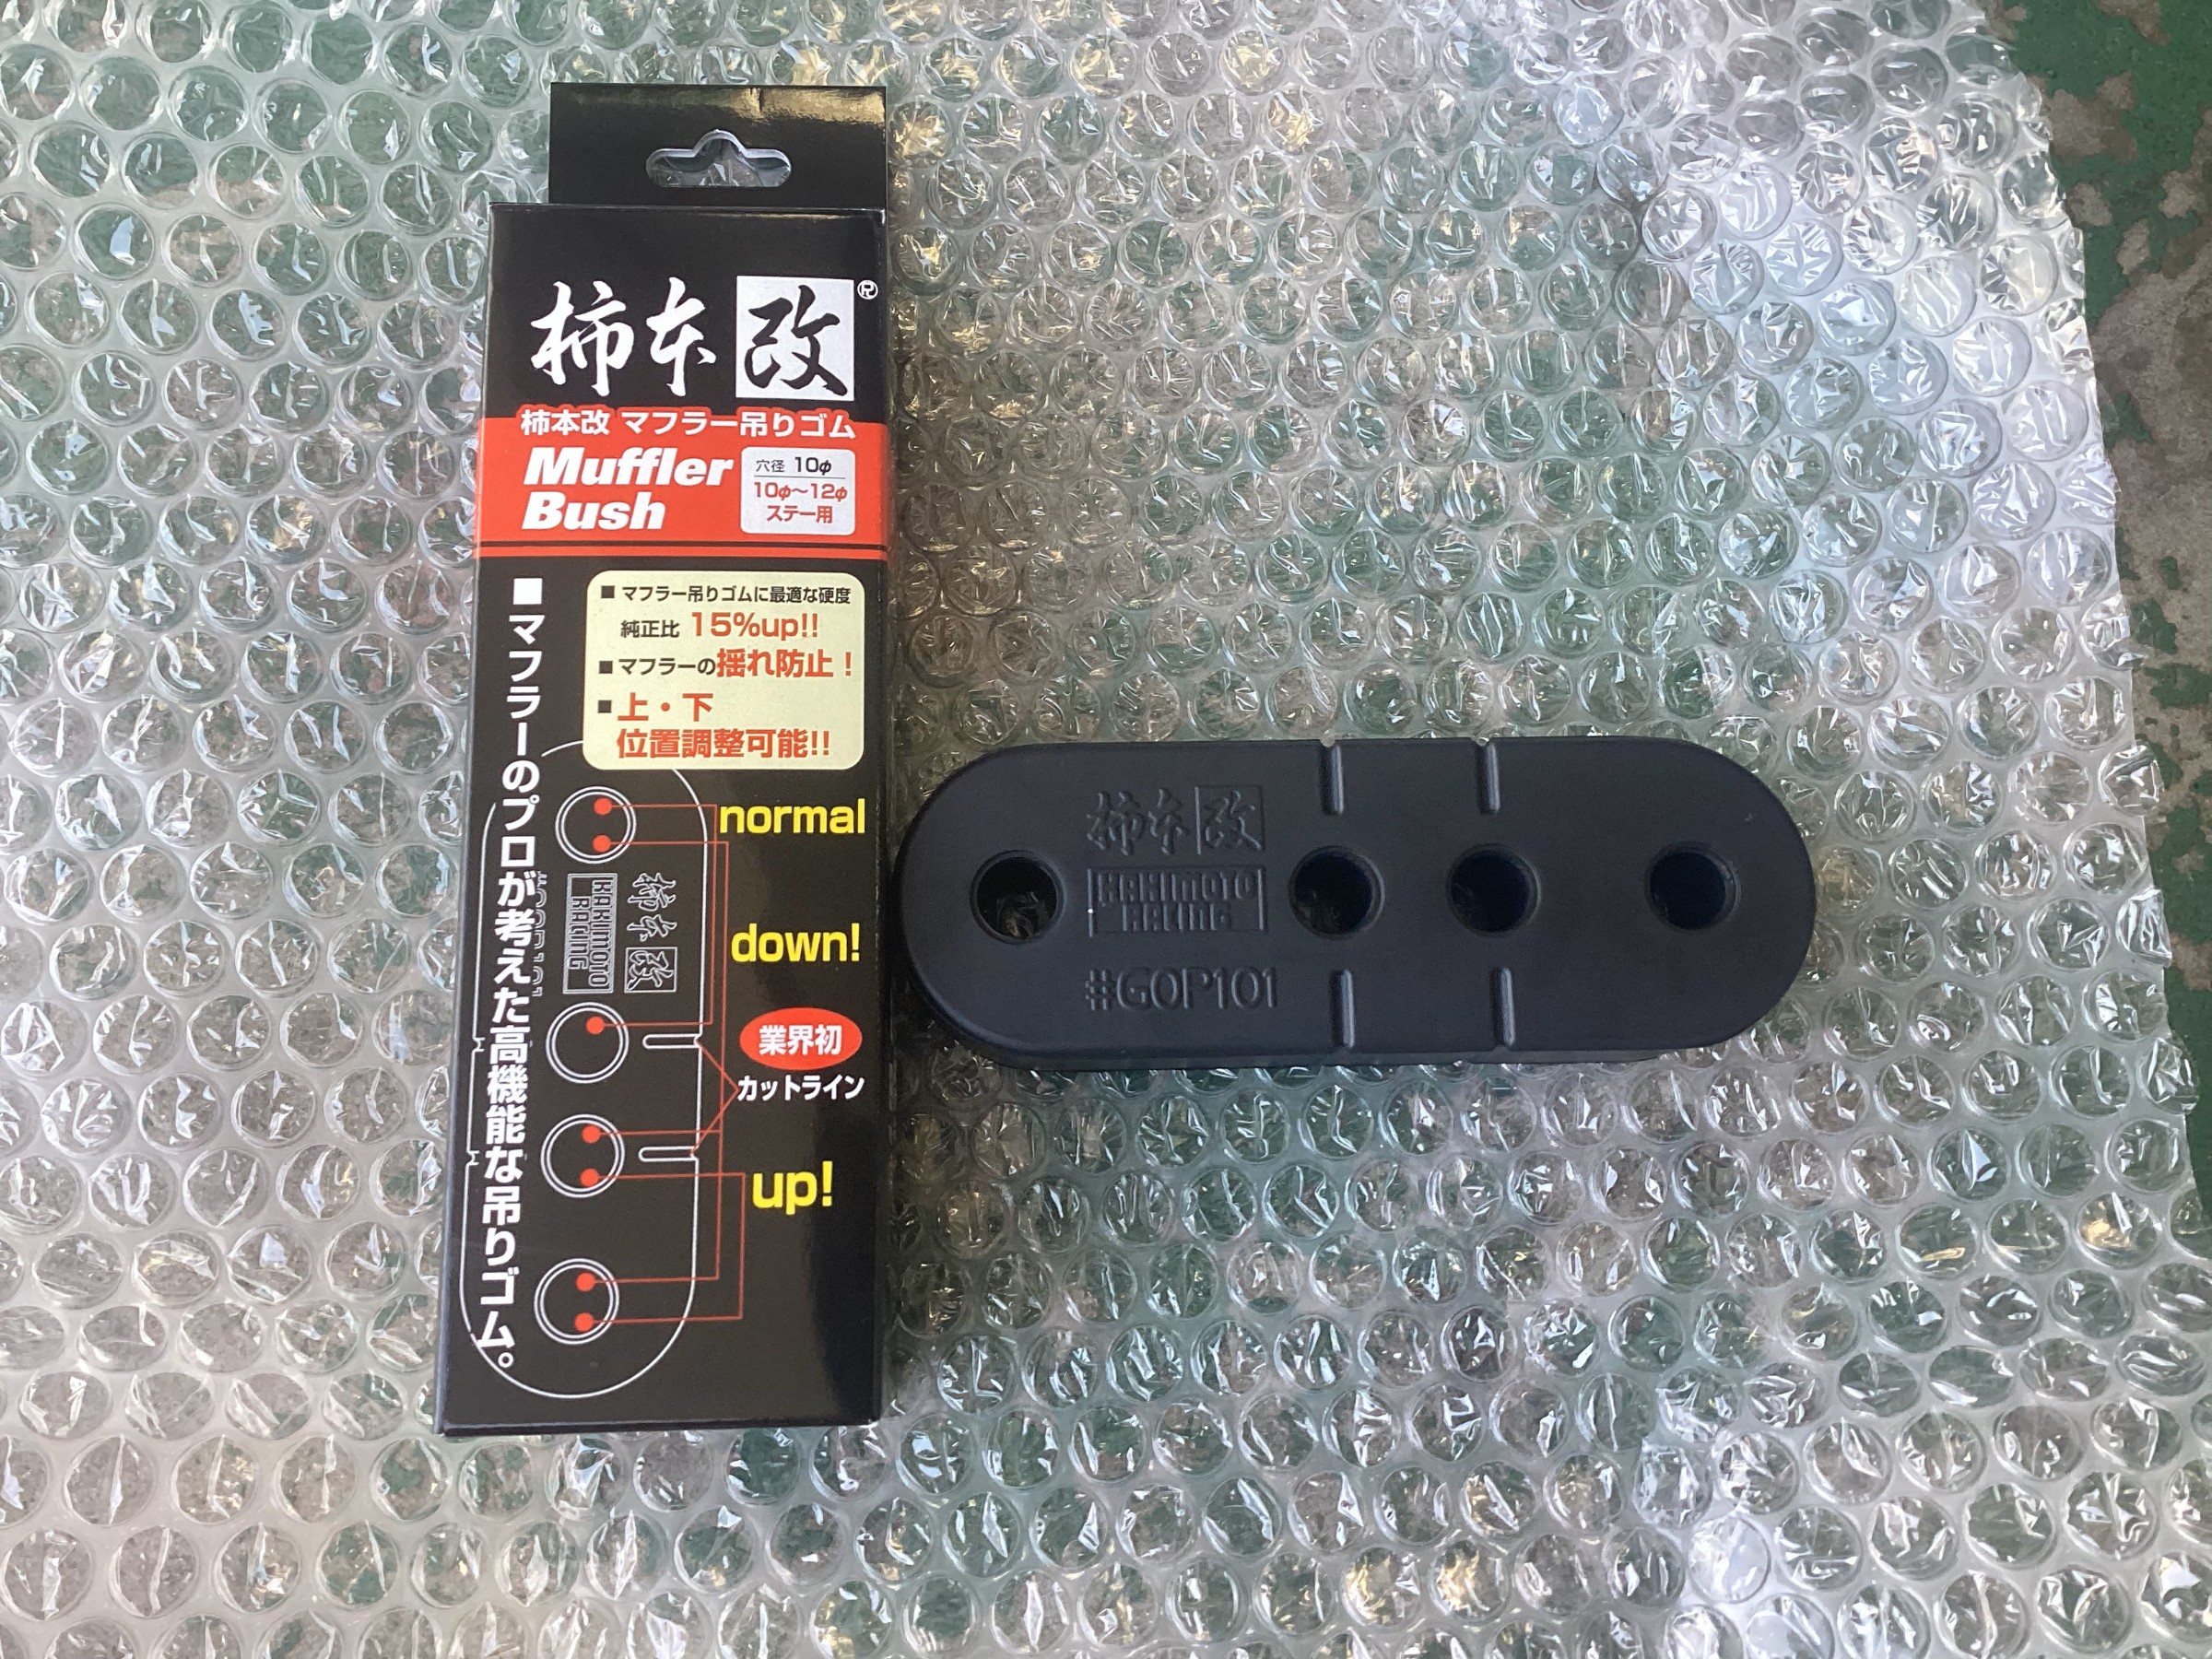 柿本改®
柿本改 マフラー吊りゴム
Muffler
Bush
穴径 10φ
10φ～12φ
ステー用
■マフラーのプロが考えた高機能な吊りゴム。
■マフラー吊りゴムに最適な硬度
純正比 15%up!!
■マフラーの揺れ防止！
■上・下
位置調整可能!!
normal
down!
業界初
カットライン
up!
柿本改
KAKIMOTO
RACING
柿本改
KAKIMOTO
RACING
#GOP101